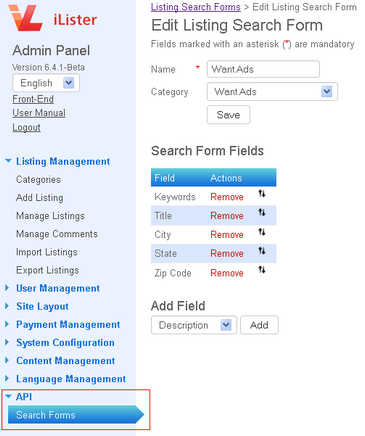 iLister
Admin Panel
Version 6.4.1-Beta
English
Front-End
User Manual
Logout
Listing Management
Categories
Add Listing
Manage Listings
Manage Comments
Import Listings
Export Listings
User Management
Site Layout
Payment Management
System Configuration
Content Management
Language Management
API
Search Forms
Listing Search Forms > Edit Listing Search Form
Edit Listing Search Form
Fields marked with an asterisk (*) are mandatory
Name * Want Ads
Category Want Ads
Save
Search Form Fields
Field Actions
Keywords Remove
Title Remove
City Remove
State Remove
Zip Code Remove
Add Field
Description Add